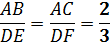 AB/DE = AC/DF = 2/3